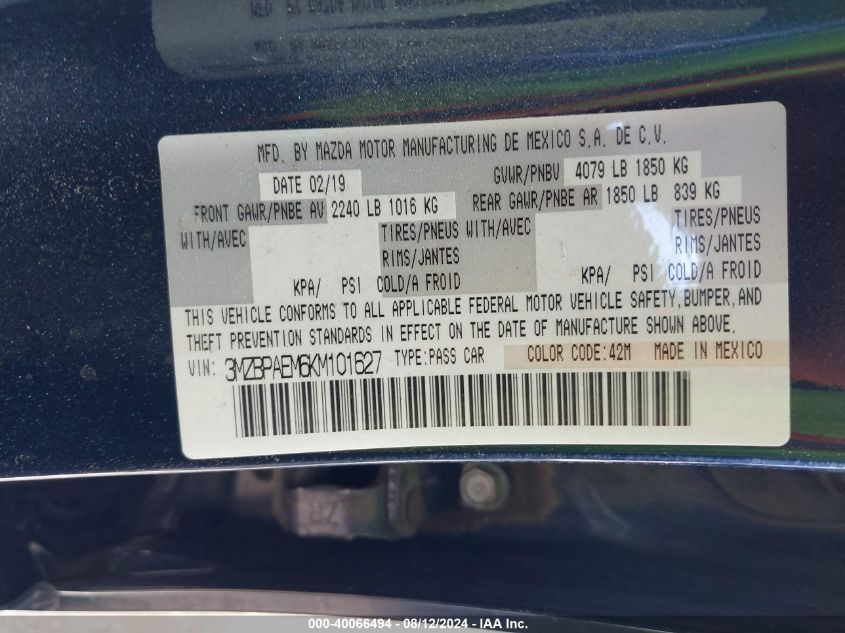 MFD. BY MAZDA MOTOR MANUFACTURING DE MEXICO S.A. DE C.V.
DATE 02/19 GVWR/PNBV 4079 LB 1850 KG
FRONT GAWR/PNBE AV 2240 LB 1016 KG REAR GAWR/PNBE AR 1850 LB 839 KG
WITH/AVEC TIRES/PNEUS WITH/AVEC TIRES/PNEUS
RIMS/JANTES RIMS/JANTES
KPA/ PSI COLD/A FROID KPA/ PSI COLD/A FROID
THIS VEHICLE CONFORMS TO ALL APPLICABLE FEDERAL MOTOR VEHICLE SAFETY, BUMPER, AND
THEFT PREVENTION STANDARDS IN EFFECT ON THE DATE OF MANUFACTURE SHOWN ABOVE.
VIN: 3MZBPAEM6KM101627 TYPE:PASS CAR COLOR CODE:42M MADE IN MEXICO
000-40066494 - 08/12/2024 - IAA Inc.